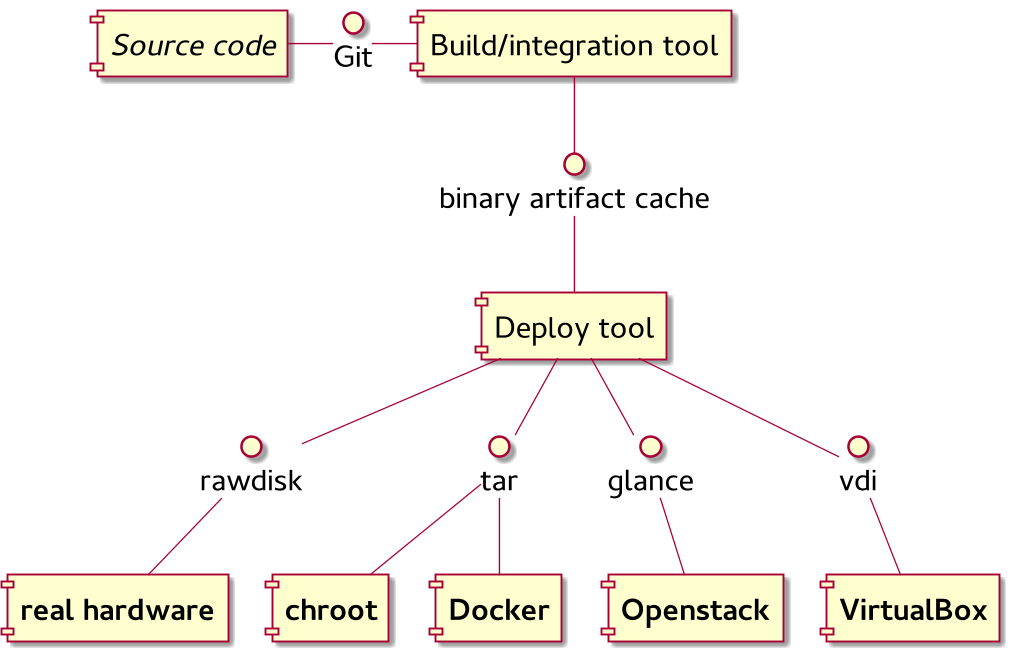 Source code
Git
Build/integration tool
binary artifact cache
Deploy tool
rawdisk
tar
glance
vdi
real hardware
chroot
Docker
Openstack
VirtualBox